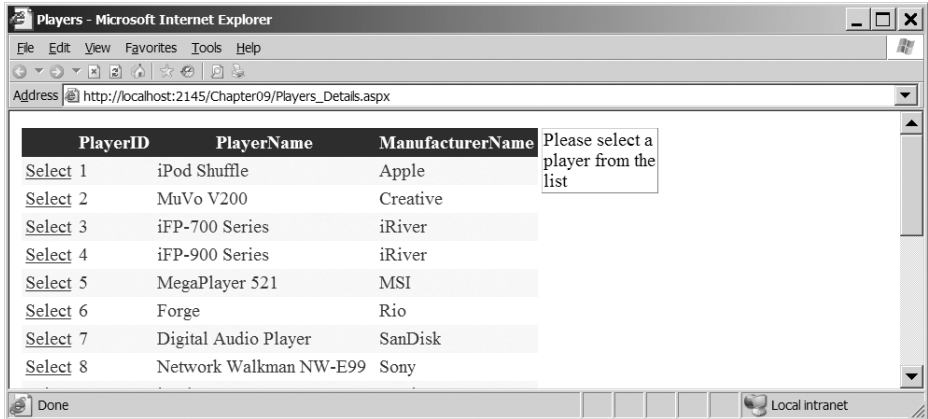 Players - Microsoft Internet Explorer
File Edit View Favorites Tools Help
Address http://localhost:2145/Chapter09/Players_Details.aspx
PlayerID PlayerName ManufacturerName
Select 1 iPod Shuffle Apple
Select 2 MuVo V200 Creative
Select 3 iFP-700 Series iRiver
Select 4 iFP-900 Series iRiver
Select 5 MegaPlayer 521 MSI
Select 6 Forge Rio
Select 7 Digital Audio Player SanDisk
Select 8 Network Walkman NW-E99 Sony
Please select a
player from the
list
Done Local intranet